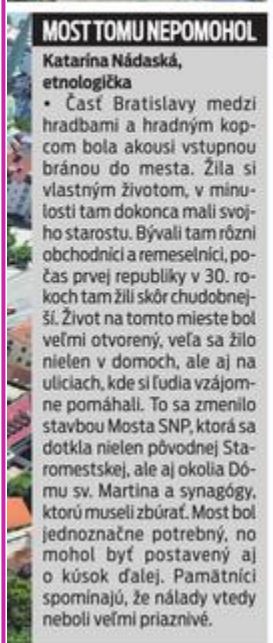 MOST TOMU NEPOMOHOL
Katarína Nádaská,
etnologička
• Časť Bratislavy medzi
hradbami a hradným kop-
com bola akousi vstupnou
bránou do mesta. Žila si
vlastným životom, v minu-
losti tam dokonca mali svoj-
ho starostu. Bývali tam rôzni
obchodníci a remeselníci, po-
čas prvej republiky v 30. ro-
koch tam žili skôr chudobnej-
ší. Život na tomto mieste bol
veľmi otvorený, veľa sa žilo
nielen v domoch, ale aj na
uliciach, kde si ľudia vzájom-
ne pomáhali. To sa zmenilo
stavbou Mosta SNP, ktorá sa
dotkla nielen pôvodnej Sta-
romestskej, ale aj okolia Dó-
mu sv. Martina a synagógy,
ktorú museli zbúrať. Most bol
jednoznačne potrebný, no
mohol byť postavený aj
o kúsok ďalej. Pamätníci
spomínajú, že nálady vtedy
neboli veľmi priaznivé.